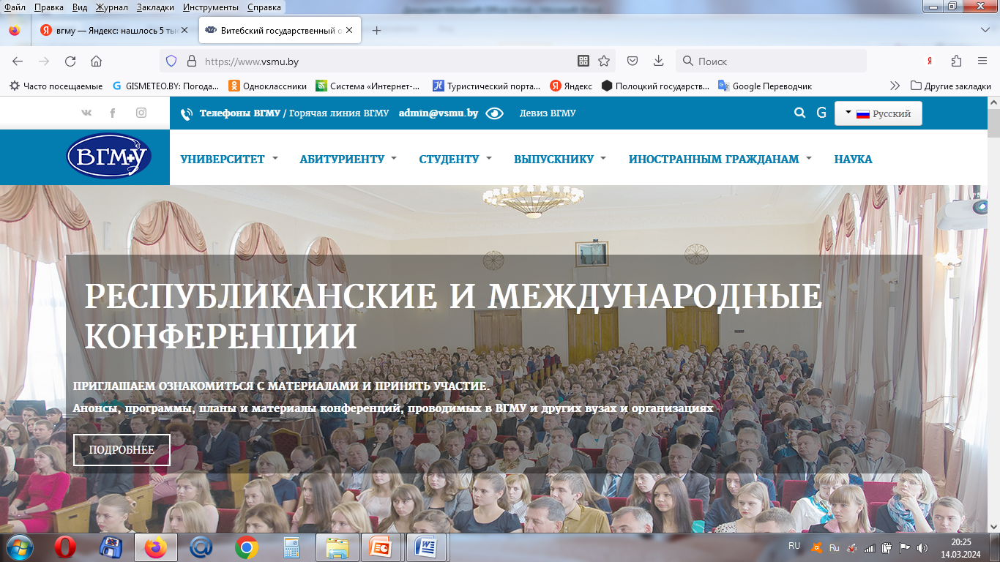 Файл Правка Вид Журнал Закладки Инструменты Справка
вгму — Яндекс: нашлось 5 ты
Витебский государственный о
https://www.vsmu.by
Поиск
Часто посещаемые
GISMETEO.BY: Погода...
Одноклассники
Система «Интернет-...
Туристический порта...
Яндекс
Полоцкий государств...
Google Переводчик
Другие закладки
Телефоны ВГМУ / Горячая линия ВГМУ admin@vsmu.by Девиз ВГМУ
G
Русский
ВГМУ
УНИВЕРСИТЕТ АБИТУРИЕНТУ СТУДЕНТУ ВЫПУСКНИКУ ИНОСТРАННЫМ ГРАЖДАНАМ НАУКА
РЕСПУБЛИКАНСКИЕ И МЕЖДУНАРОДНЫЕ
КОНФЕРЕНЦИИ
ПРИГЛАШАЕМ ОЗНАКОМИТЬСЯ С МАТЕРИАЛАМИ И ПРИНЯТЬ УЧАСТИЕ.
Анонсы, программы, планы и материалы конференций, проводимых в ВГМУ и других вузах и организациях
ПОДРОБНЕЕ
RU
Ru
20:25
14.03.2024